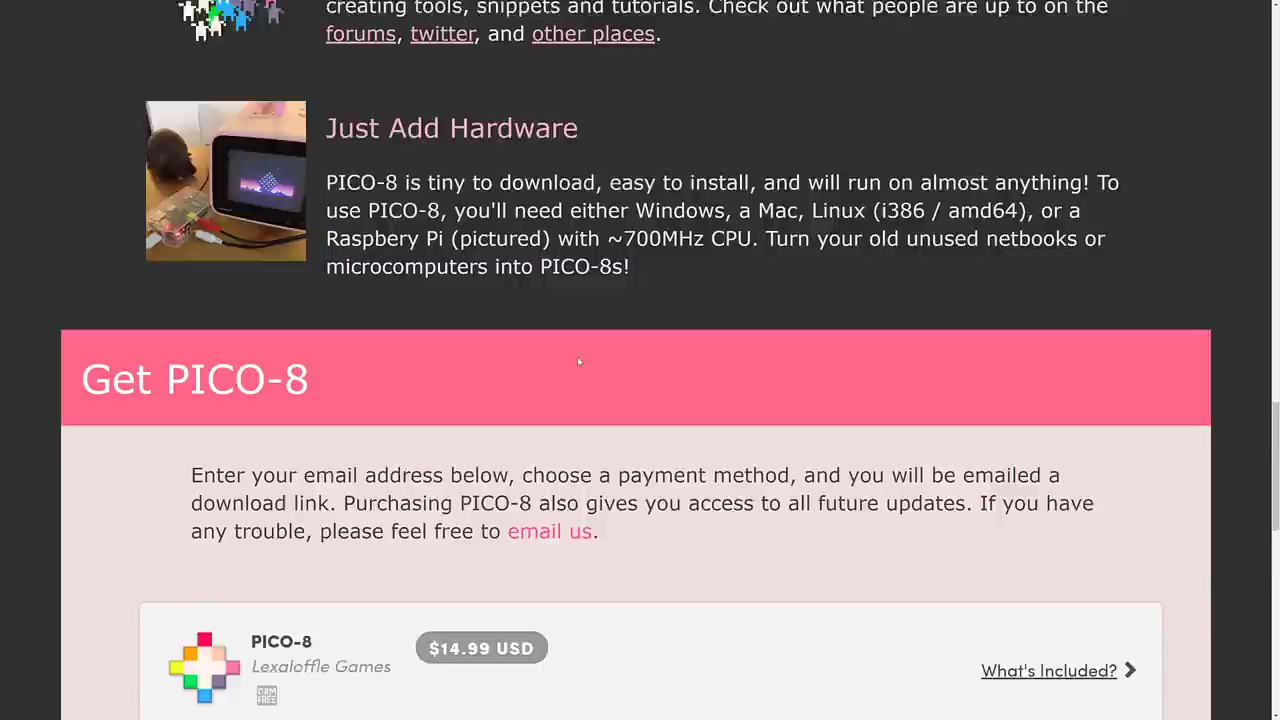 creating tools, snippets and tutorials. Check out what people are up to on the
forums, twitter, and other places.
Just Add Hardware
PICO-8 is tiny to download, easy to install, and will run on almost anything! To
use PICO-8, you'll need either Windows, a Mac, Linux (i386 / amd64), or a
Raspbery Pi (pictured) with ~700MHz CPU. Turn your old unused netbooks or
microcomputers into PICO-8s!
Get PICO-8
Enter your email address below, choose a payment method, and you will be emailed a
download link. Purchasing PICO-8 also gives you access to all future updates. If you have
any trouble, please feel free to email us.
PICO-8
$14.99 USD
Lexaloffle Games
What's Included?
DRM
FREE